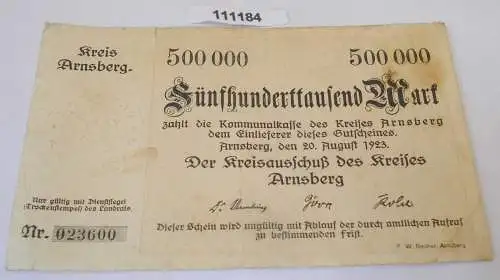 111184
Kreis
Arnsberg.
500 000 500 000
Fünfhunderttausend Mark
zahlt die Kommunalkasse des Kreises Arnsberg
dem Einlieferer dieses Gutscheines.
Arnsberg, den 20. August 1923.
Der Kreisausschuß des Kreises
Arnsberg
Nur gültig mit Dienstsiegel
(Trockenstempel) des Landrats.
Nr. 023600
Dieser Schein wird ungültig mit Ablauf der durch amtlichen Aufruf
zu bestimmenden Frist.
F. W. Becker, Arnsberg